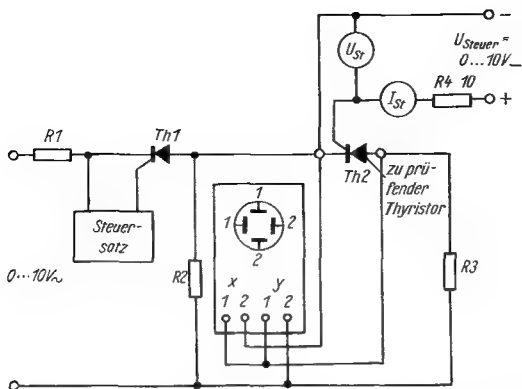 −
U_St
U_Steuer =
0...10V_
I_St
R4 10
+
R1
Th1
Th2
zu prü-
fender
Thyristor
Steuer-
satz
1
1 2
2
R2
R3
0...10V~
x y
1 2 1 2